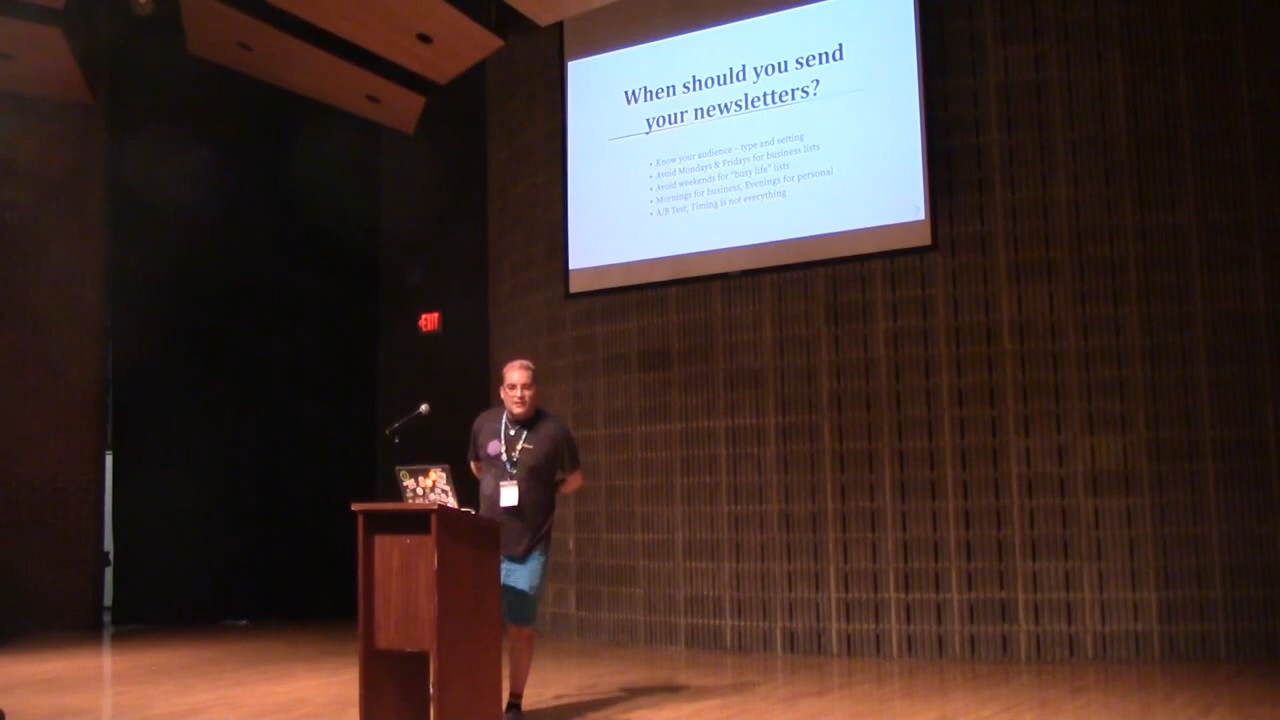 When should you send
your newsletters?
• Know your audience – type and setting
• Avoid Mondays & Fridays for business lists
• Avoid weekends for "busy life" lists
• Mornings for business, Evenings for personal
• A/B Test; Timing is not everything
EXIT